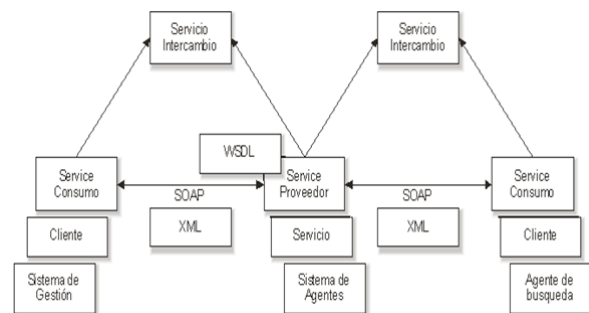 Servicio
Intercambio
Servicio
Intercambio
WSDL
Service
Consumo
SOAP
Service
Proveedor
SOAP
Service
Consumo
Cliente
XML
Servicio
XML
Cliente
Sistema de
Gestión
Sistema de
Agentes
Agente de
busqueda